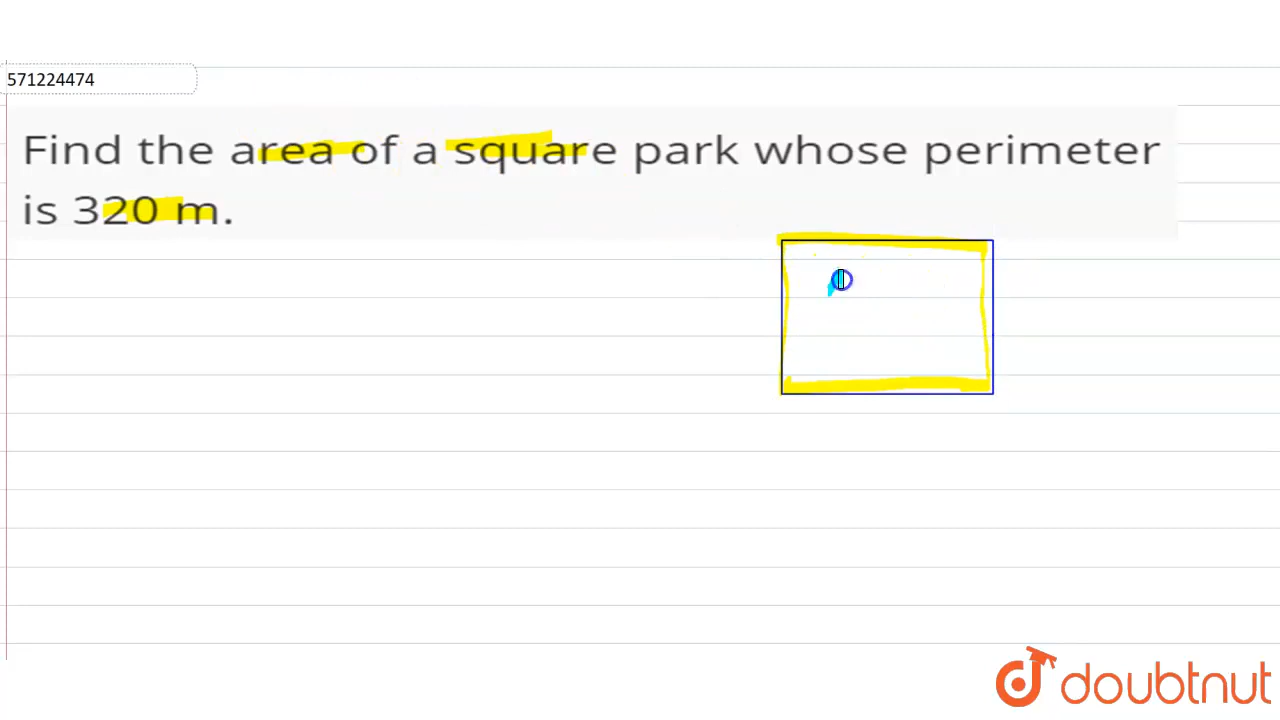 571224474
Find the area of a square park whose perimeter
is 320 m.
doubtnut